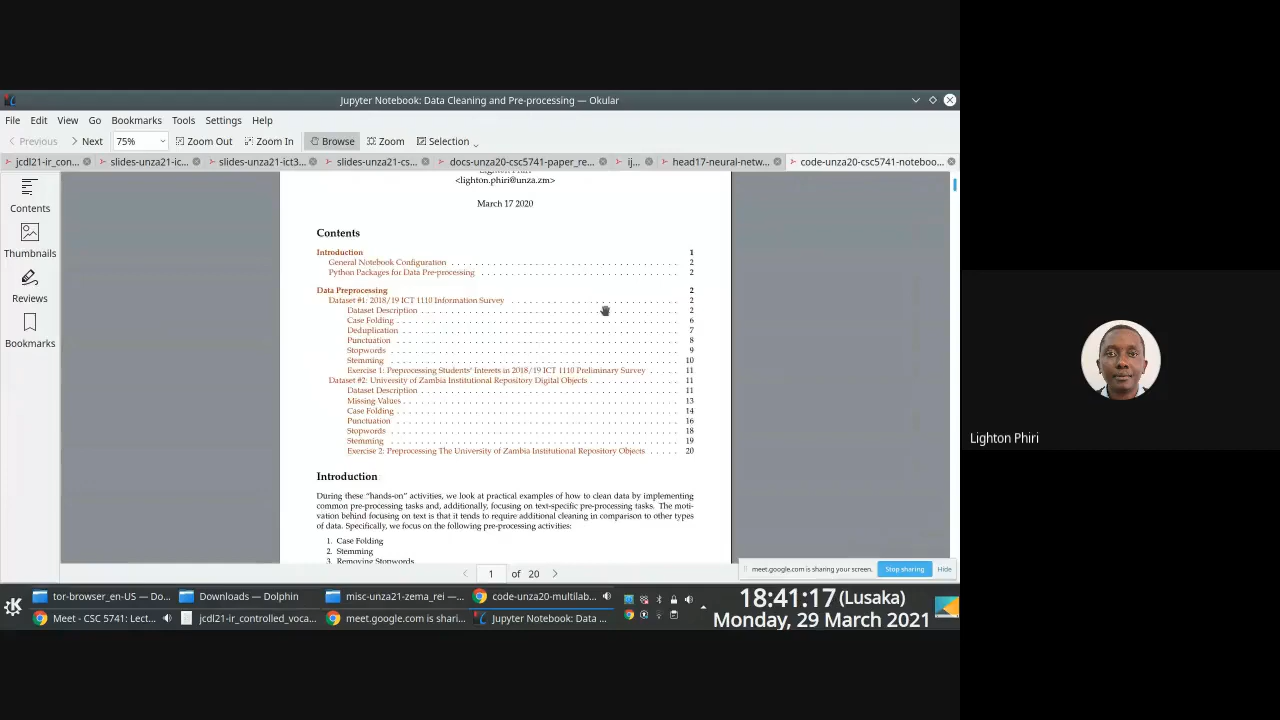 Jupyter Notebook: Data Cleaning and Pre-processing — Okular
File Edit View Go Bookmarks Tools Settings Help
Previous Next 75% Zoom Out Zoom In Browse Zoom Selection
jcdl21-ir_con... slides-unza21-ic... slides-unza21-ict3... slides-unza21-cs... docs-unza20-csc5741-paper_re... ij... head17-neural-netw... code-unza20-csc5741-noteboo...
Contents
Thumbnails
Reviews
Bookmarks
Lighton Phiri
<lighton.phiri@unza.zm>
March 17 2020
Contents
Introduction 1
General Notebook Configuration . . . 2
Python Packages for Data Pre-processing . . . 2
Data Preprocessing 2
Dataset #1: 2018/19 ICT 1110 Information Survey . . . 2
Dataset Description . . . 2
Case Folding . . . 6
Deduplication . . . 7
Punctuation . . . 8
Stopwords . . . 9
Stemming . . . 10
Exercise 1: Preprocessing Students' Interets in 2018/19 ICT 1110 Preliminary Survey . . . 11
Dataset #2: University of Zambia Institutional Repository Digital Objects . . . 11
Dataset Description . . . 11
Missing Values . . . 13
Case Folding . . . 14
Punctuation . . . 16
Stopwords . . . 18
Stemming . . . 19
Exercise 2: Preprocessing The University of Zambia Institutional Repository Objects . . . 20
Introduction
During these “hands-on” activities, we look at practical examples of how to clean data by implementing
common pre-processing tasks and, additionally, focusing on text-specific pre-processing tasks. The moti-
vation behind focusing on text is that it tends to require additional cleaning in comparison to other types
of data. Specifically, we focus on the following pre-processing activities:
1. Case Folding
2. Stemming
3. Removing Stopwords
1 of 20
meet.google.com is sharing your screen. Stop sharing Hide
tor-browser_en-US — Do... Downloads — Dolphin misc-unza21-zema_rei —... code-unza20-multilab...
Meet - CSC 5741: Lect... jcdl21-ir_controlled_voca... meet.google.com is shari... Jupyter Notebook: Data ...
18:41:17 (Lusaka)
Monday, 29 March 2021
Lighton Phiri